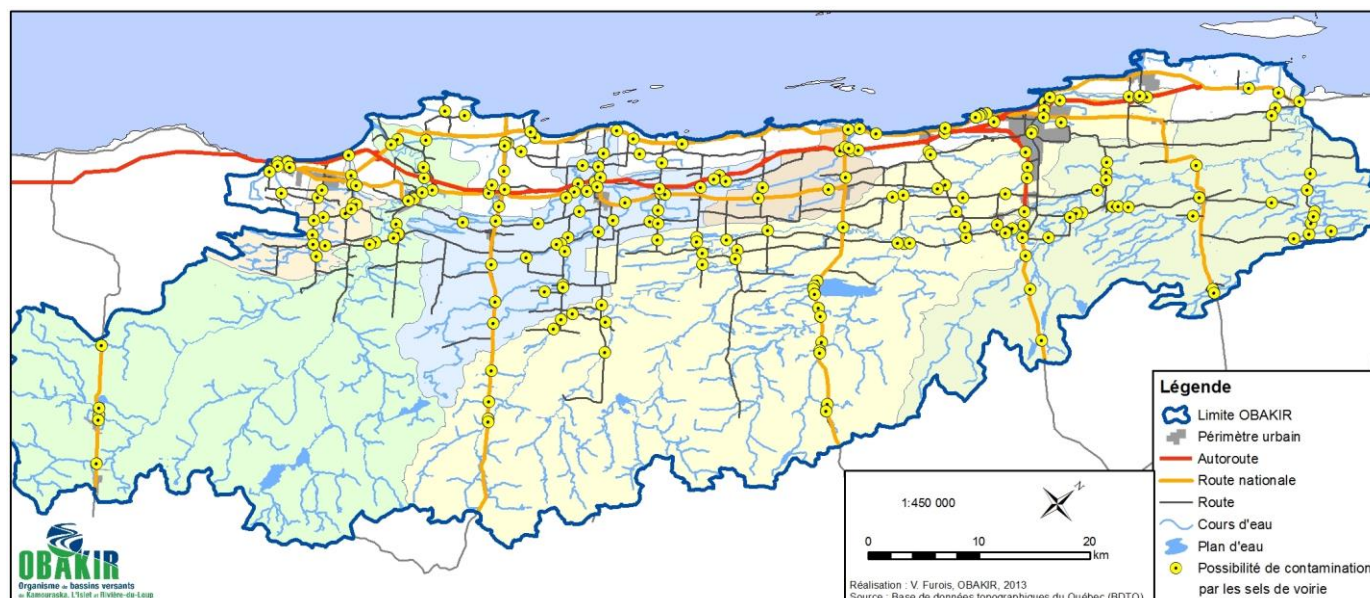 Légende
Limite OBAKIR
Périmètre urbain
Autoroute
Route nationale
Route
Cours d'eau
Plan d'eau
Possibilité de contamination
par les sels de voirie
1:450 000
N
0 10 20
km
Réalisation : V. Furois, OBAKIR, 2013
Source : Base de données topographiques du Québec (BDTQ)
OBAKIR
Organisme de bassins versants
de Kamouraska, L'Islet et Rivière-du-Loup